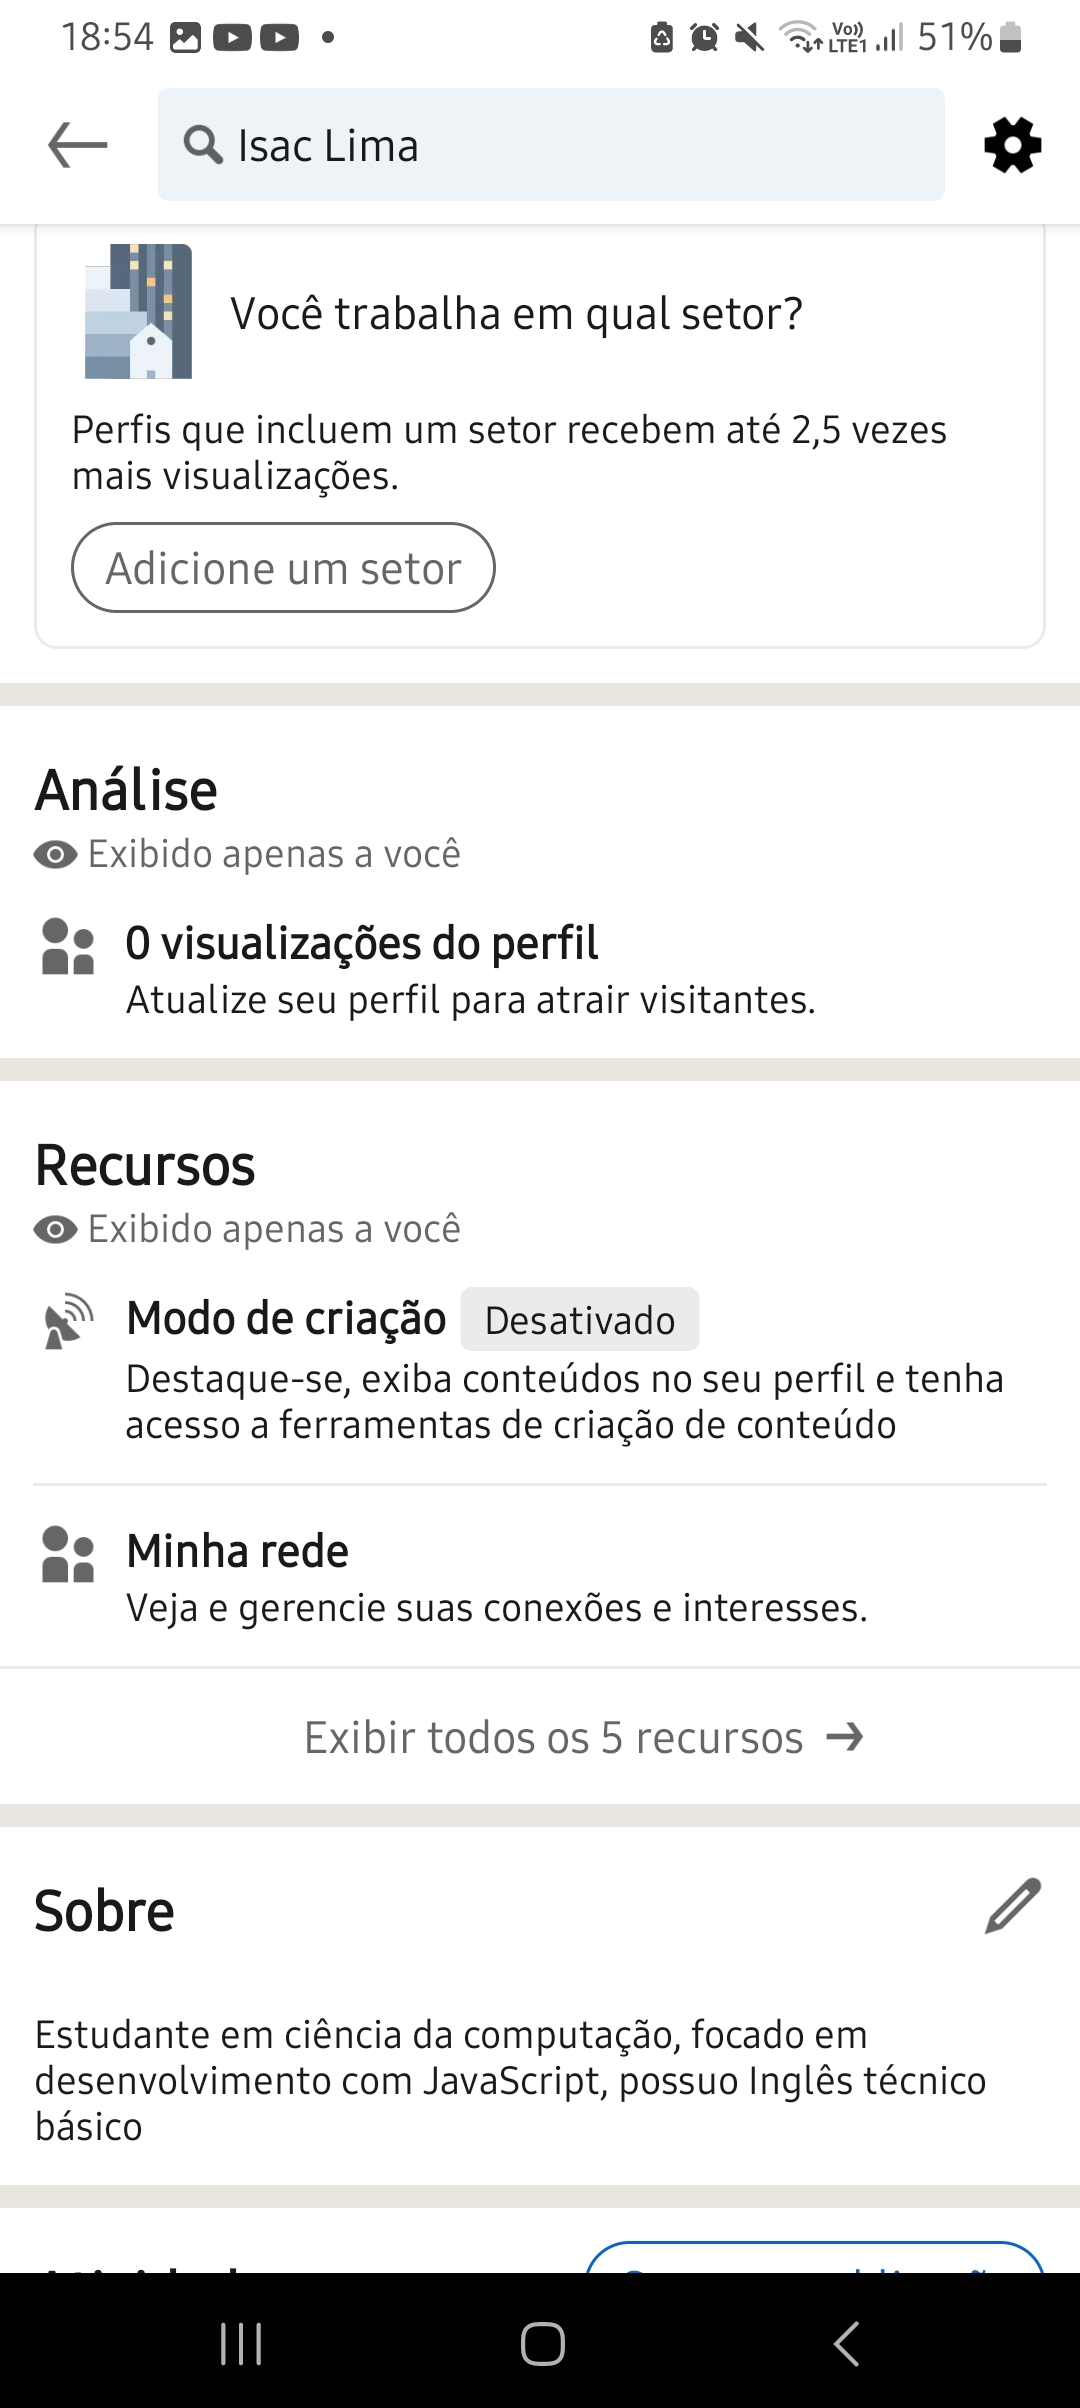 18:54
Vo))
LTE1
51%
Isac Lima
Você trabalha em qual setor?
Perfis que incluem um setor recebem até 2,5 vezes
mais visualizações.
Adicione um setor
Análise
Exibido apenas a você
0 visualizações do perfil
Atualize seu perfil para atrair visitantes.
Recursos
Exibido apenas a você
Modo de criação Desativado
Destaque-se, exiba conteúdos no seu perfil e tenha
acesso a ferramentas de criação de conteúdo
Minha rede
Veja e gerencie suas conexões e interesses.
Exibir todos os 5 recursos →
Sobre
Estudante em ciência da computação, focado em
desenvolvimento com JavaScript, possuo Inglês técnico
básico